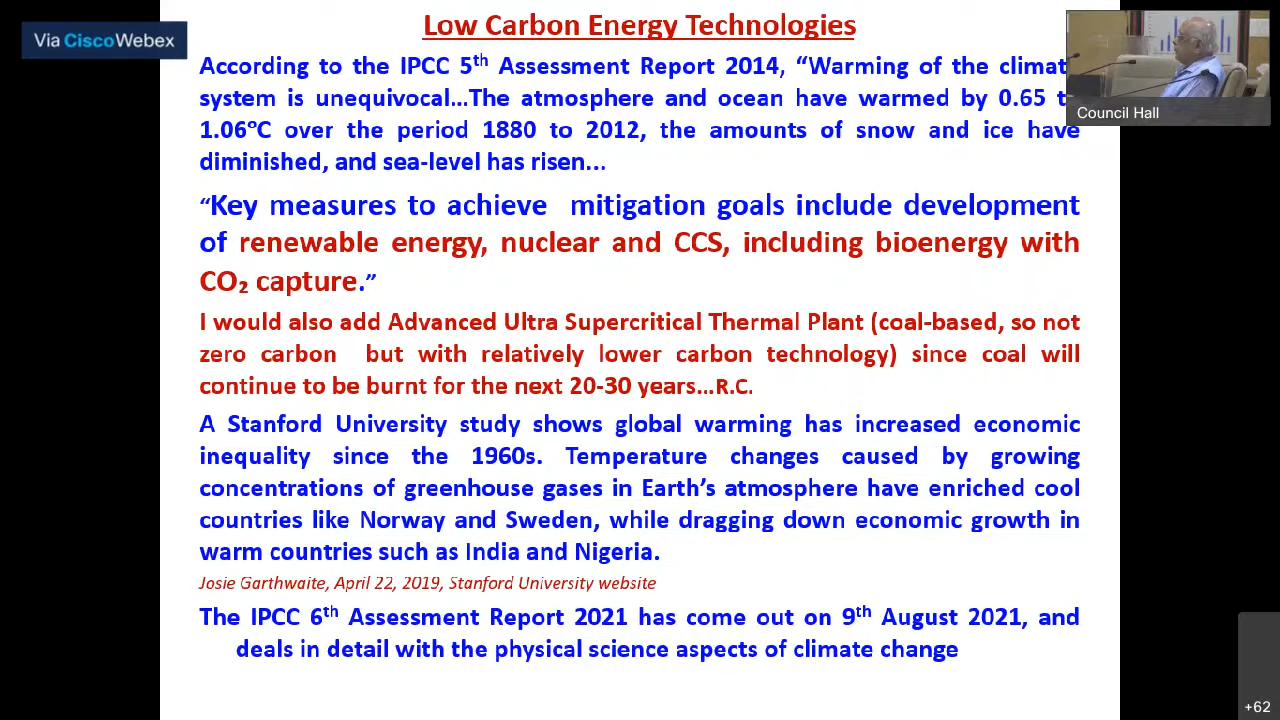 Via CiscoWebex
Low Carbon Energy Technologies
According to the IPCC 5th Assessment Report 2014, “Warming of the climat
system is unequivocal...The atmosphere and ocean have warmed by 0.65 t
1.06°C over the period 1880 to 2012, the amounts of snow and ice have
diminished, and sea-level has risen...
“Key measures to achieve mitigation goals include development
of renewable energy, nuclear and CCS, including bioenergy with
CO₂ capture.”
I would also add Advanced Ultra Supercritical Thermal Plant (coal-based, so not
zero carbon but with relatively lower carbon technology) since coal will
continue to be burnt for the next 20-30 years...R.C.
A Stanford University study shows global warming has increased economic
inequality since the 1960s. Temperature changes caused by growing
concentrations of greenhouse gases in Earth’s atmosphere have enriched cool
countries like Norway and Sweden, while dragging down economic growth in
warm countries such as India and Nigeria.
Josie Garthwaite, April 22, 2019, Stanford University website
The IPCC 6th Assessment Report 2021 has come out on 9th August 2021, and
deals in detail with the physical science aspects of climate change
Council Hall
+62